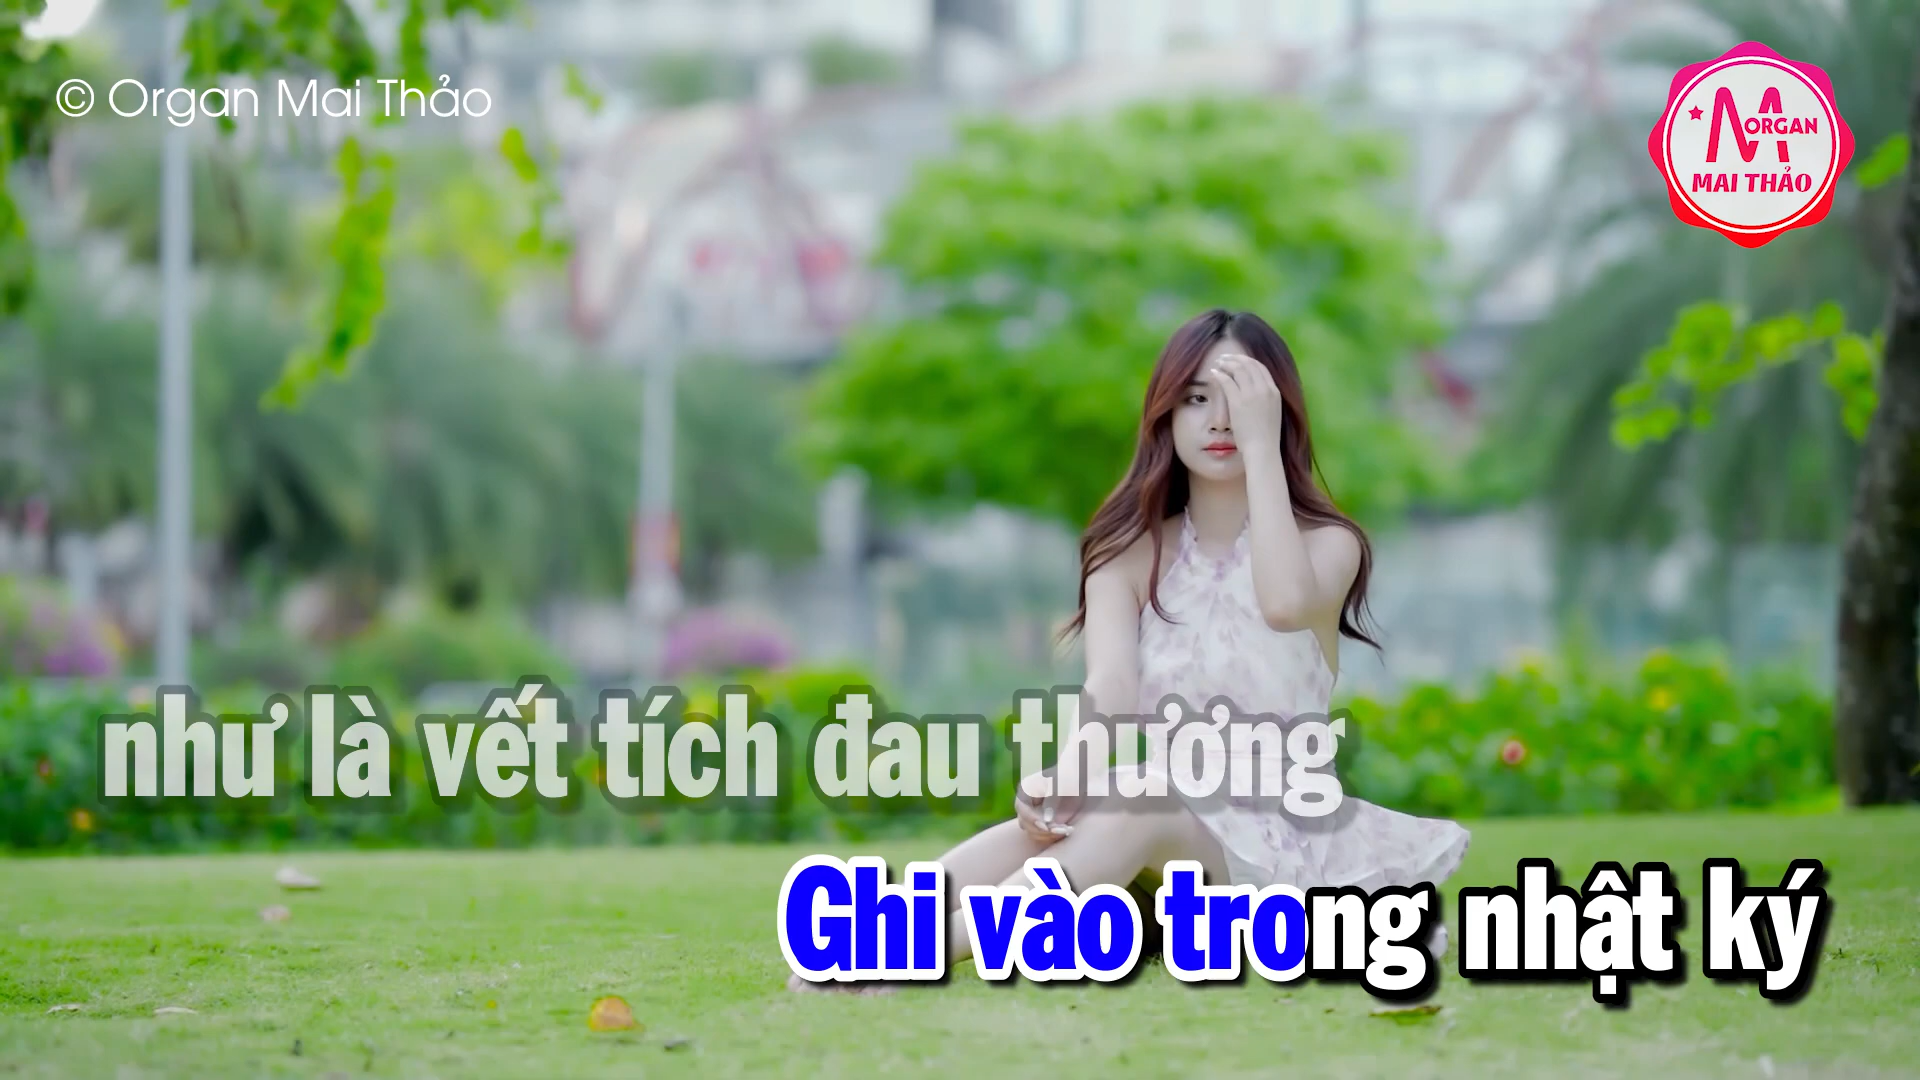 © Organ Mai Thảo
ORGAN
MAI THẢO
như là vết tích đau thương
Ghi vào trong nhật ký